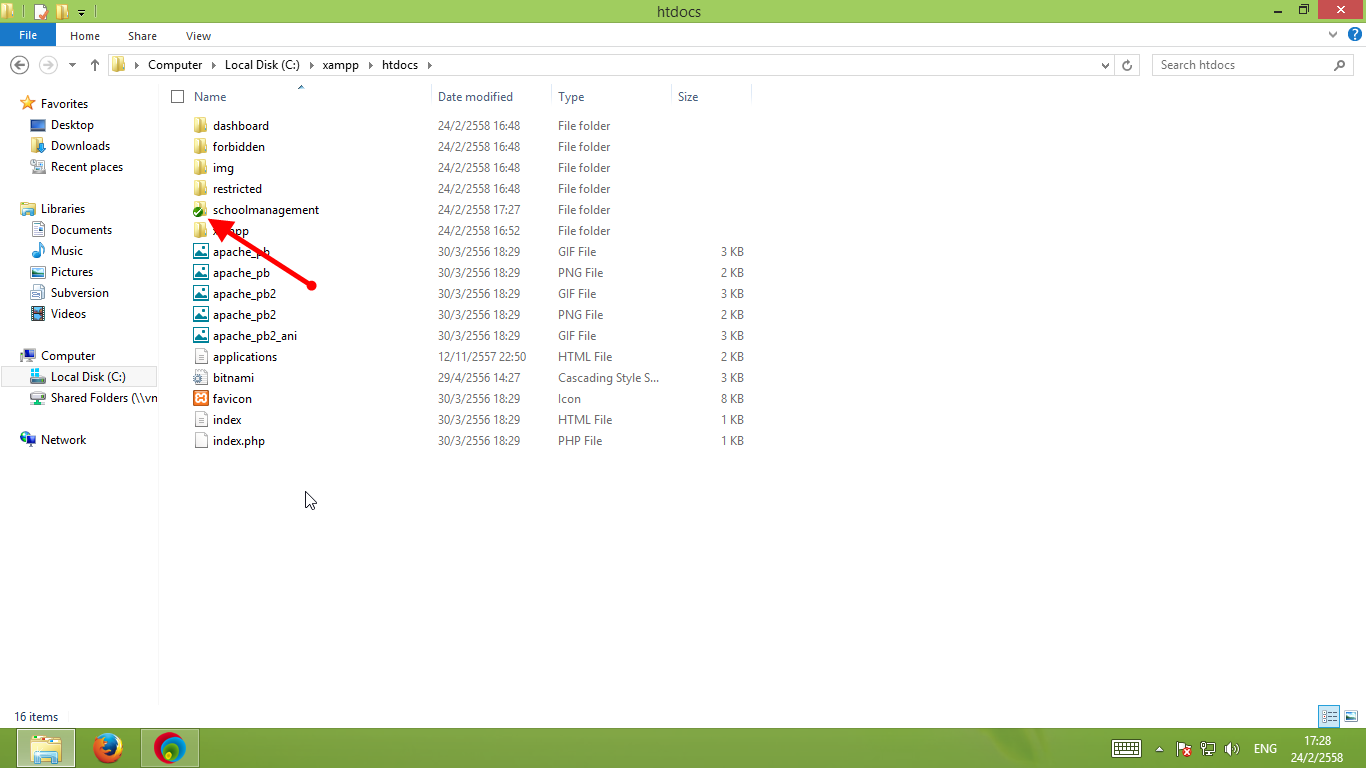 htdocs
File Home Share View
Computer Local Disk (C:) xampp htdocs Search htdocs
Name Date modified Type Size
Favorites
Desktop
Downloads
Recent places
Libraries
Documents
Music
Pictures
Subversion
Videos
Computer
Local Disk (C:)
Shared Folders (\\vn
Network
dashboard 24/2/2558 16:48 File folder
forbidden 24/2/2558 16:48 File folder
img 24/2/2558 16:48 File folder
restricted 24/2/2558 16:48 File folder
schoolmanagement 24/2/2558 17:27 File folder
24/2/2558 16:52 File folder
apache_pb 30/3/2556 18:29 GIF File 3 KB
apache_pb 30/3/2556 18:29 PNG File 2 KB
apache_pb2 30/3/2556 18:29 GIF File 3 KB
apache_pb2 30/3/2556 18:29 PNG File 2 KB
apache_pb2_ani 30/3/2556 18:29 GIF File 3 KB
applications 12/11/2557 22:50 HTML File 2 KB
bitnami 29/4/2556 14:27 Cascading Style S... 3 KB
favicon 30/3/2556 18:29 Icon 8 KB
index 30/3/2556 18:29 HTML File 1 KB
index.php 30/3/2556 18:29 PHP File 1 KB
16 items
ENG
17:28
24/2/2558